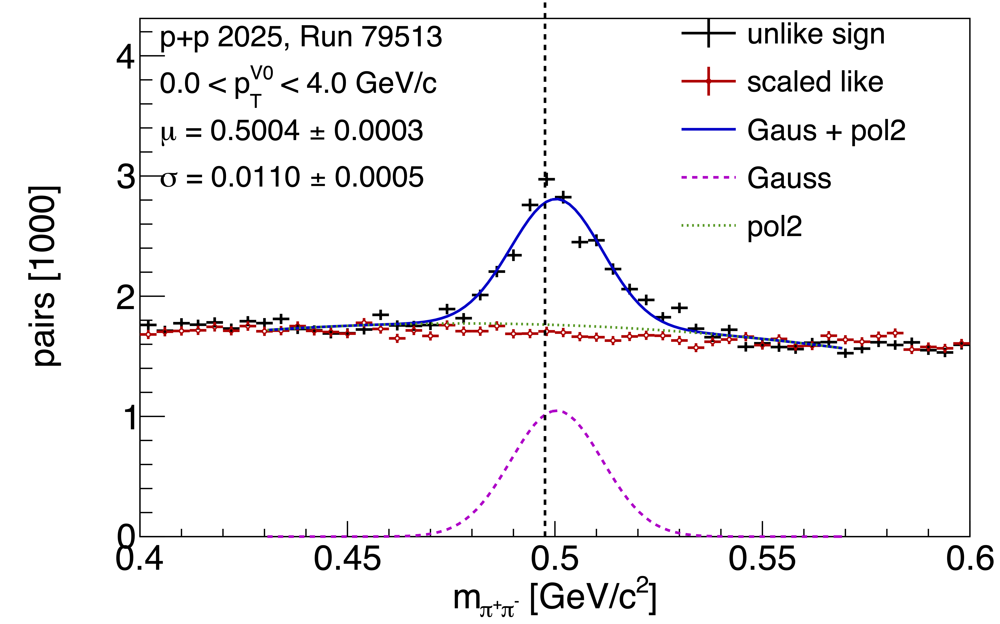 p+p 2025, Run 79513
0.0 < p_T^V0 < 4.0 GeV/c
μ = 0.5004 ± 0.0003
σ = 0.0110 ± 0.0005
unlike sign
scaled like
Gaus + pol2
Gauss
pol2
pairs [1000]
4
3
2
1
0
0.4 0.45 0.5 0.55 0.6
m_π⁺π⁻ [GeV/c²]